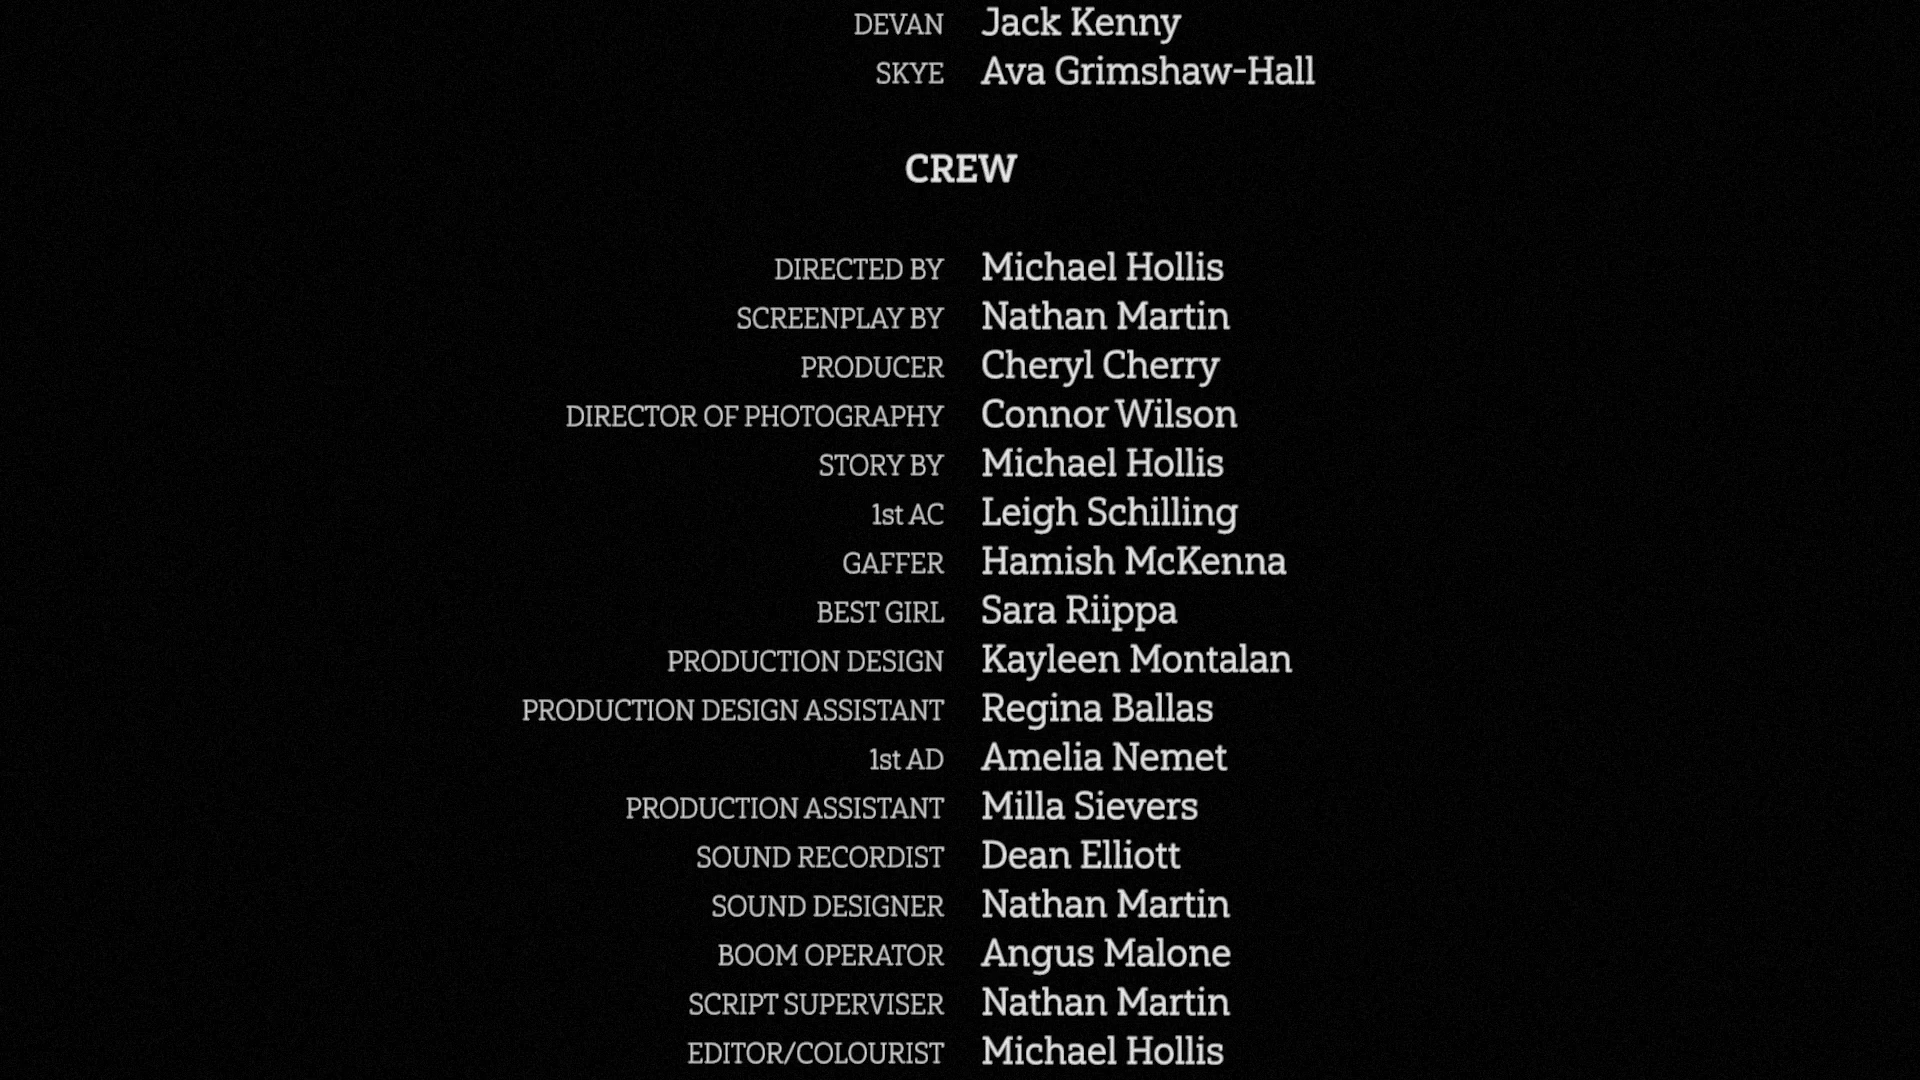 DEVAN Jack Kenny
SKYE Ava Grimshaw-Hall
CREW
DIRECTED BY Michael Hollis
SCREENPLAY BY Nathan Martin
PRODUCER Cheryl Cherry
DIRECTOR OF PHOTOGRAPHY Connor Wilson
STORY BY Michael Hollis
1st AC Leigh Schilling
GAFFER Hamish McKenna
BEST GIRL Sara Riippa
PRODUCTION DESIGN Kayleen Montalan
PRODUCTION DESIGN ASSISTANT Regina Ballas
1st AD Amelia Nemet
PRODUCTION ASSISTANT Milla Sievers
SOUND RECORDIST Dean Elliott
SOUND DESIGNER Nathan Martin
BOOM OPERATOR Angus Malone
SCRIPT SUPERVISER Nathan Martin
EDITOR/COLOURIST Michael Hollis